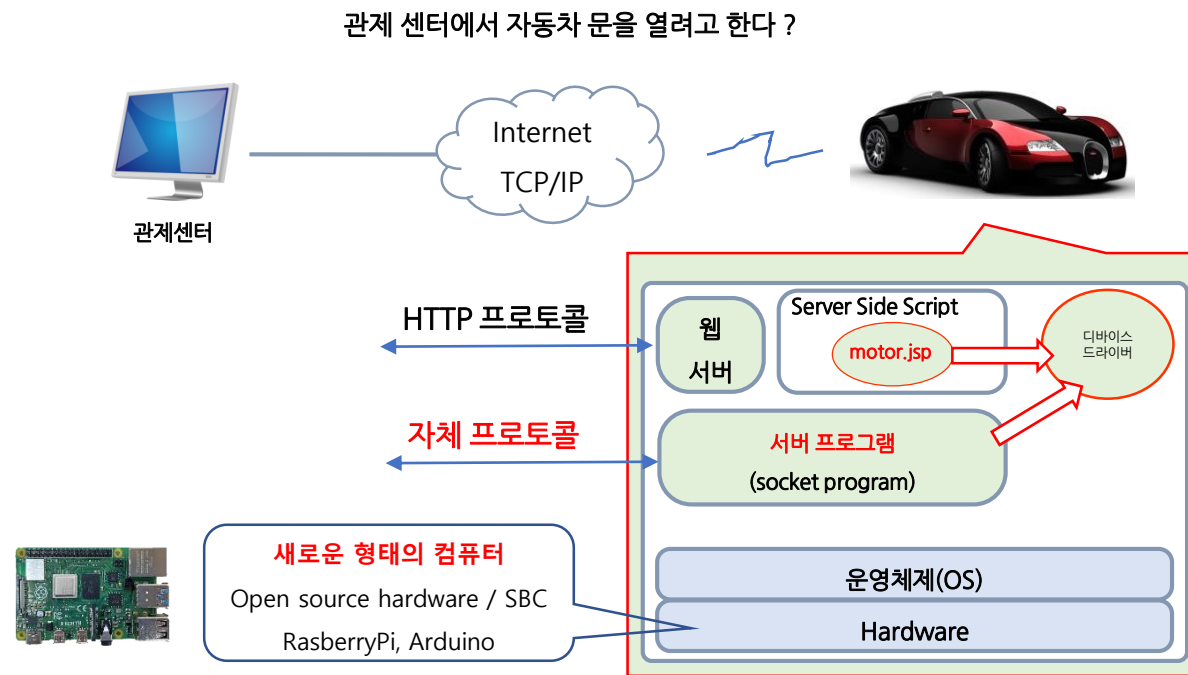 관제 센터에서 자동차 문을 열려고 한다 ?
Internet
TCP/IP
관제센터
HTTP 프로토콜
웹
서버
Server Side Script
motor.jsp
디바이스
드라이버
자체 프로토콜
서버 프로그램
(socket program)
새로운 형태의 컴퓨터
Open source hardware / SBC
RasberryPi, Arduino
운영체제(OS)
Hardware